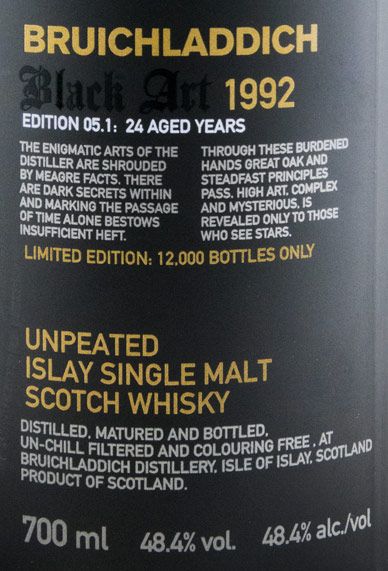 BRUICHLADDICH
Black Art 1992
EDITION 05.1: 24 AGED YEARS
THE ENIGMATIC ARTS OF THE
DISTILLER ARE SHROUDED
BY MEAGRE FACTS. THERE
ARE DARK SECRETS WITHIN
AND MARKING THE PASSAGE
OF TIME ALONE BESTOWS
INSUFFICIENT HEFT.
THROUGH THESE BURDENED
HANDS GREAT OAK AND
STEADFAST PRINCIPLES
PASS. HIGH ART, COMPLEX
AND MYSTERIOUS, IS
REVEALED ONLY TO THOSE
WHO SEE STARS.
LIMITED EDITION: 12,000 BOTTLES ONLY
UNPEATED
ISLAY SINGLE MALT
SCOTCH WHISKY
DISTILLED, MATURED AND BOTTLED,
UN-CHILL FILTERED AND COLOURING FREE, AT
BRUICHLADDICH DISTILLERY, ISLE OF ISLAY, SCOTLAND
PRODUCT OF SCOTLAND.
700 ml 48.4% vol. 48.4% alc./vol